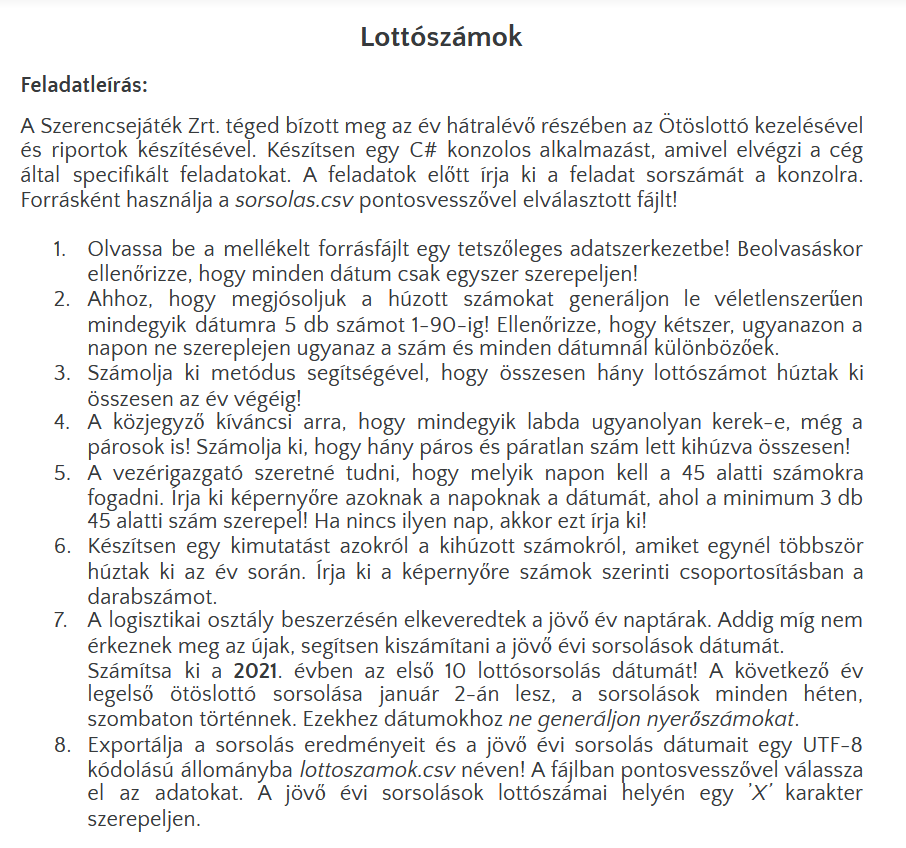 Lottószámok
Feladatleírás:
A Szerencsejáték Zrt. téged bízott meg az év hátralévő részében az Ötöslottó kezelésével
és riportok készítésével. Készítsen egy C# konzolos alkalmazást, amivel elvégzi a cég
által specifikált feladatokat. A feladatok előtt írja ki a feladat sorszámát a konzolra.
Forrásként használja a sorsolas.csv pontosvesszővel elválasztott fájlt!
1. Olvassa be a mellékelt forrásfájlt egy tetszőleges adatszerkezetbe! Beolvasáskor
ellenőrizze, hogy minden dátum csak egyszer szerepeljen!
2. Ahhoz, hogy megjósoljuk a húzott számokat generáljon le véletlenszerűen
mindegyik dátumra 5 db számot 1-90-ig! Ellenőrizze, hogy kétszer, ugyanazon a
napon ne szereplejen ugyanaz a szám és minden dátumnál különbözőek.
3. Számolja ki metódus segítségével, hogy összesen hány lottószámot húztak ki
összesen az év végéig!
4. A közjegyző kíváncsi arra, hogy mindegyik labda ugyanolyan kerek-e, még a
párosok is! Számolja ki, hogy hány páros és páratlan szám lett kihúzva összesen!
5. A vezérigazgató szeretné tudni, hogy melyik napon kell a 45 alatti számokra
fogadni. Írja ki képernyőre azoknak a napoknak a dátumát, ahol a minimum 3 db
45 alatti szám szerepel! Ha nincs ilyen nap, akkor ezt írja ki!
6. Készítsen egy kimutatást azokról a kihúzott számokról, amiket egynél többször
húztak ki az év során. Írja ki a képernyőre számok szerinti csoportosításban a
darabszámot.
7. A logisztikai osztály beszerzésén elkeveredtek a jövő év naptárak. Addig míg nem
érkeznek meg az újak, segítsen kiszámítani a jövő évi sorsolások dátumát.
Számítsa ki a 2021. évben az első 10 lottósorsolás dátumát! A következő év
legelső ötöslottó sorsolása január 2-án lesz, a sorsolások minden héten,
szombaton történnek. Ezekhez dátumokhoz ne generáljon nyerőszámokat.
8. Exportálja a sorsolás eredményeit és a jövő évi sorsolás dátumait egy UTF-8
kódolású állományba lottoszamok.csv néven! A fájlban pontosvesszővel válassza
el az adatokat. A jövő évi sorsolások lottószámai helyén egy 'X' karakter
szerepeljen.